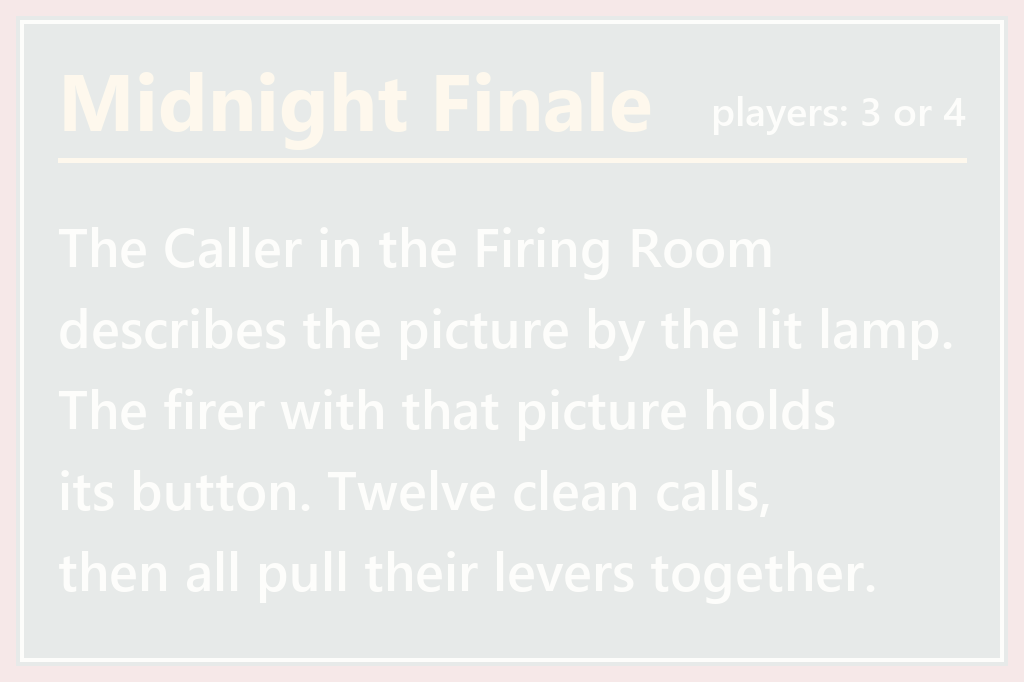 Midnight Finale players: 3 or 4
The Caller in the Firing Room
describes the picture by the lit lamp.
The firer with that picture holds
its button. Twelve clean calls,
then all pull their levers together.